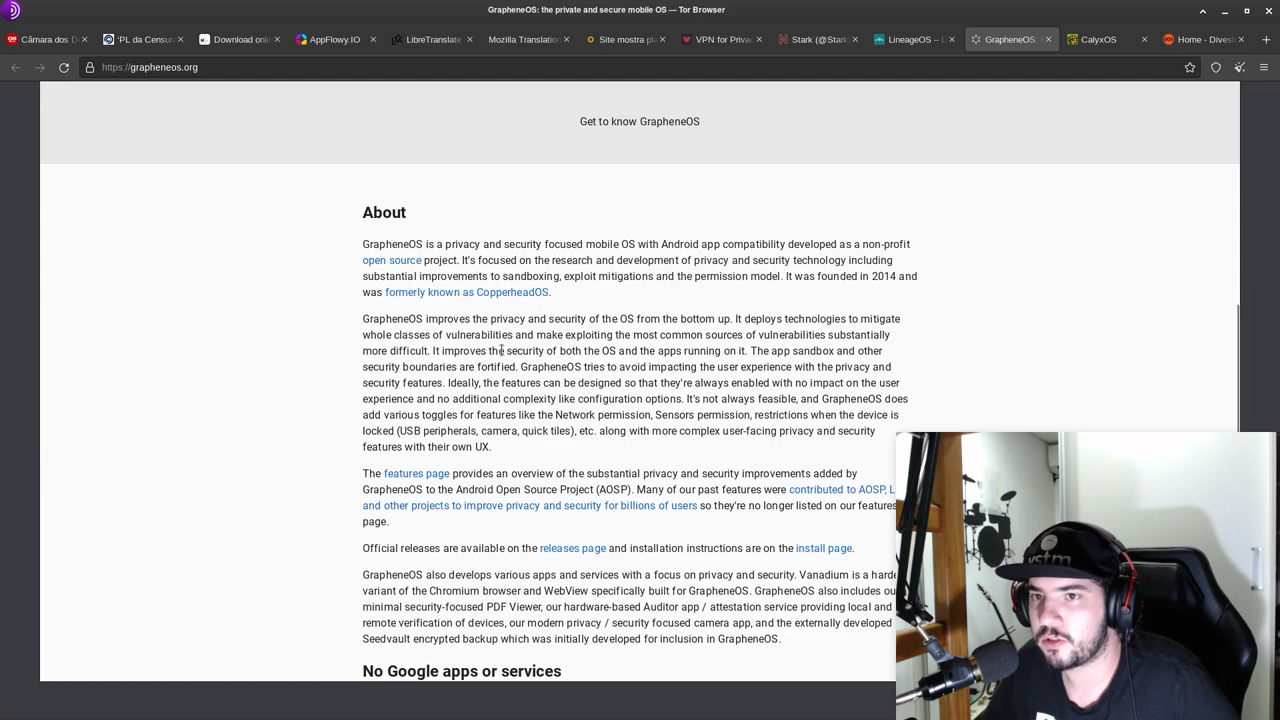 GrapheneOS: the private and secure mobile OS — Tor Browser
Câmara dos D
'PL da Censu
Download onli
AppFlowy.IO
LibreTranslate
Mozilla Translation
Site mostra pl
VPN for Priva
Stark (@Stark
LineageOS – L
GrapheneOS:
CalyxOS
Home - Divest
https://grapheneos.org
Get to know GrapheneOS
About
GrapheneOS is a privacy and security focused mobile OS with Android app compatibility developed as a non-profit
open source project. It's focused on the research and development of privacy and security technology including
substantial improvements to sandboxing, exploit mitigations and the permission model. It was founded in 2014 and
was formerly known as CopperheadOS.
GrapheneOS improves the privacy and security of the OS from the bottom up. It deploys technologies to mitigate
whole classes of vulnerabilities and make exploiting the most common sources of vulnerabilities substantially
more difficult. It improves the security of both the OS and the apps running on it. The app sandbox and other
security boundaries are fortified. GrapheneOS tries to avoid impacting the user experience with the privacy and
security features. Ideally, the features can be designed so that they're always enabled with no impact on the user
experience and no additional complexity like configuration options. It's not always feasible, and GrapheneOS does
add various toggles for features like the Network permission, Sensors permission, restrictions when the device is
locked (USB peripherals, camera, quick tiles), etc. along with more complex user-facing privacy and security
features with their own UX.
The features page provides an overview of the substantial privacy and security improvements added by
GrapheneOS to the Android Open Source Project (AOSP). Many of our past features were contributed to AOSP, L
and other projects to improve privacy and security for billions of users so they're no longer listed on our features
page.
Official releases are available on the releases page and installation instructions are on the install page.
GrapheneOS also develops various apps and services with a focus on privacy and security. Vanadium is a harde
variant of the Chromium browser and WebView specifically built for GrapheneOS. GrapheneOS also includes ou
minimal security-focused PDF Viewer, our hardware-based Auditor app / attestation service providing local and
remote verification of devices, our modern privacy / security focused camera app, and the externally developed
Seedvault encrypted backup which was initially developed for inclusion in GrapheneOS.
No Google apps or services